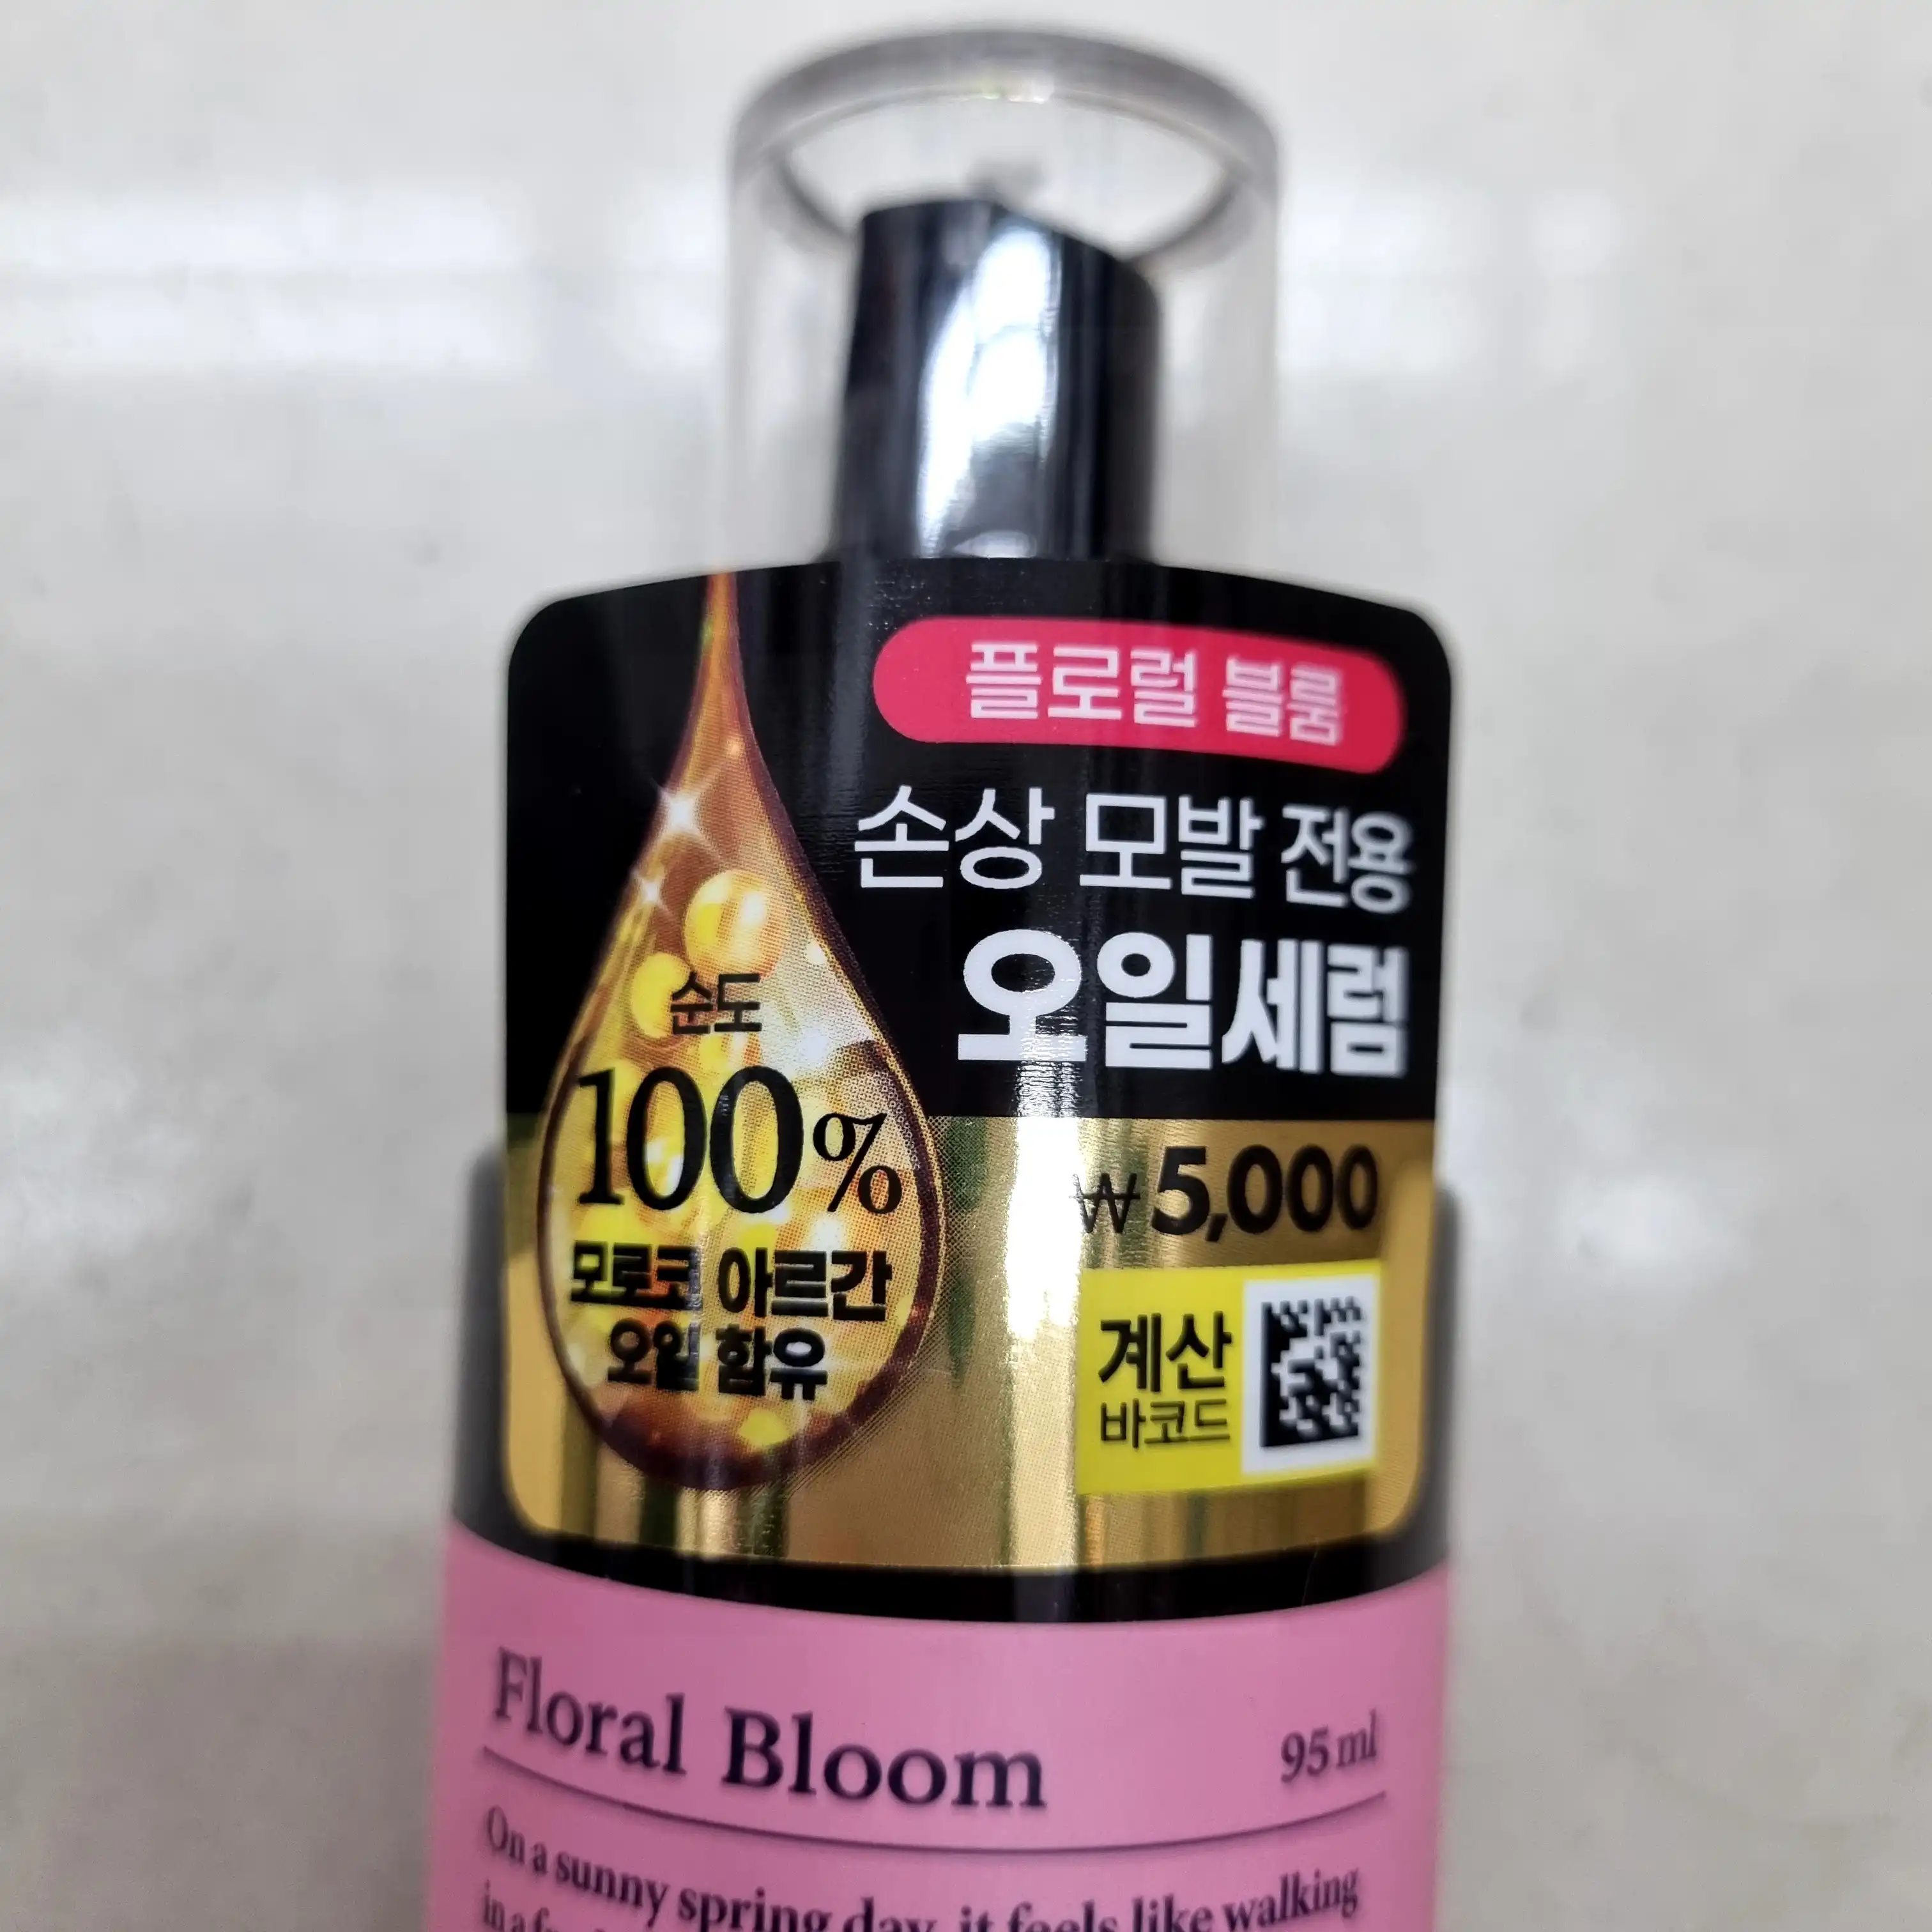 플로럴 블룸
손상 모발 전용
오일세럼
순도
100%
모로코 아르간
오일 함유
₩5,000
계산
바코드
Floral Bloom
95ml
On a sunny spring day, it feels like walking
in a